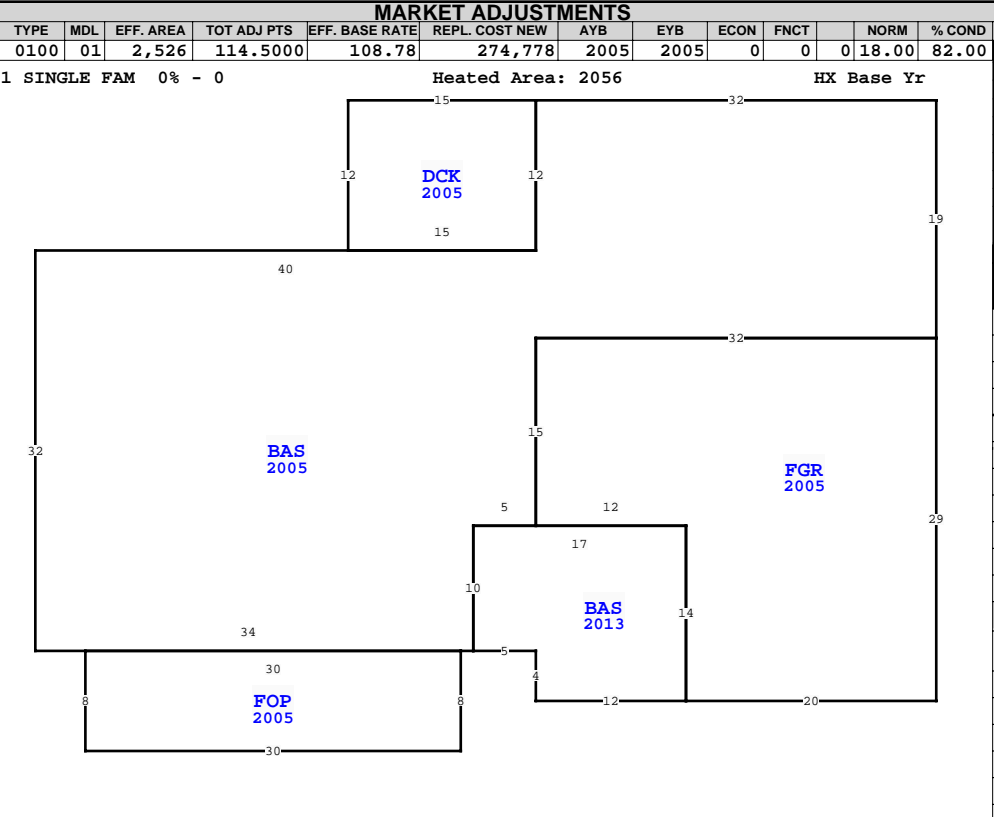 MARKET ADJUSTMENTS
TYPE MDL EFF. AREA TOT ADJ PTS EFF. BASE RATE REPL. COST NEW AYB EYB ECON FNCT NORM % COND
0100 01 2,526 114.5000 108.78 274,778 2005 2005 0 0 0 18.00 82.00
1 SINGLE FAM 0% - 0 Heated Area: 2056 HX Base Yr
15 32
12 DCK 12
2005
19
15
40
32
15
32 BAS
2005
FGR
2005
5 12
29
17
10
BAS 14
2013
34
5
30
4
8 FOP 8 12 20
2005
30